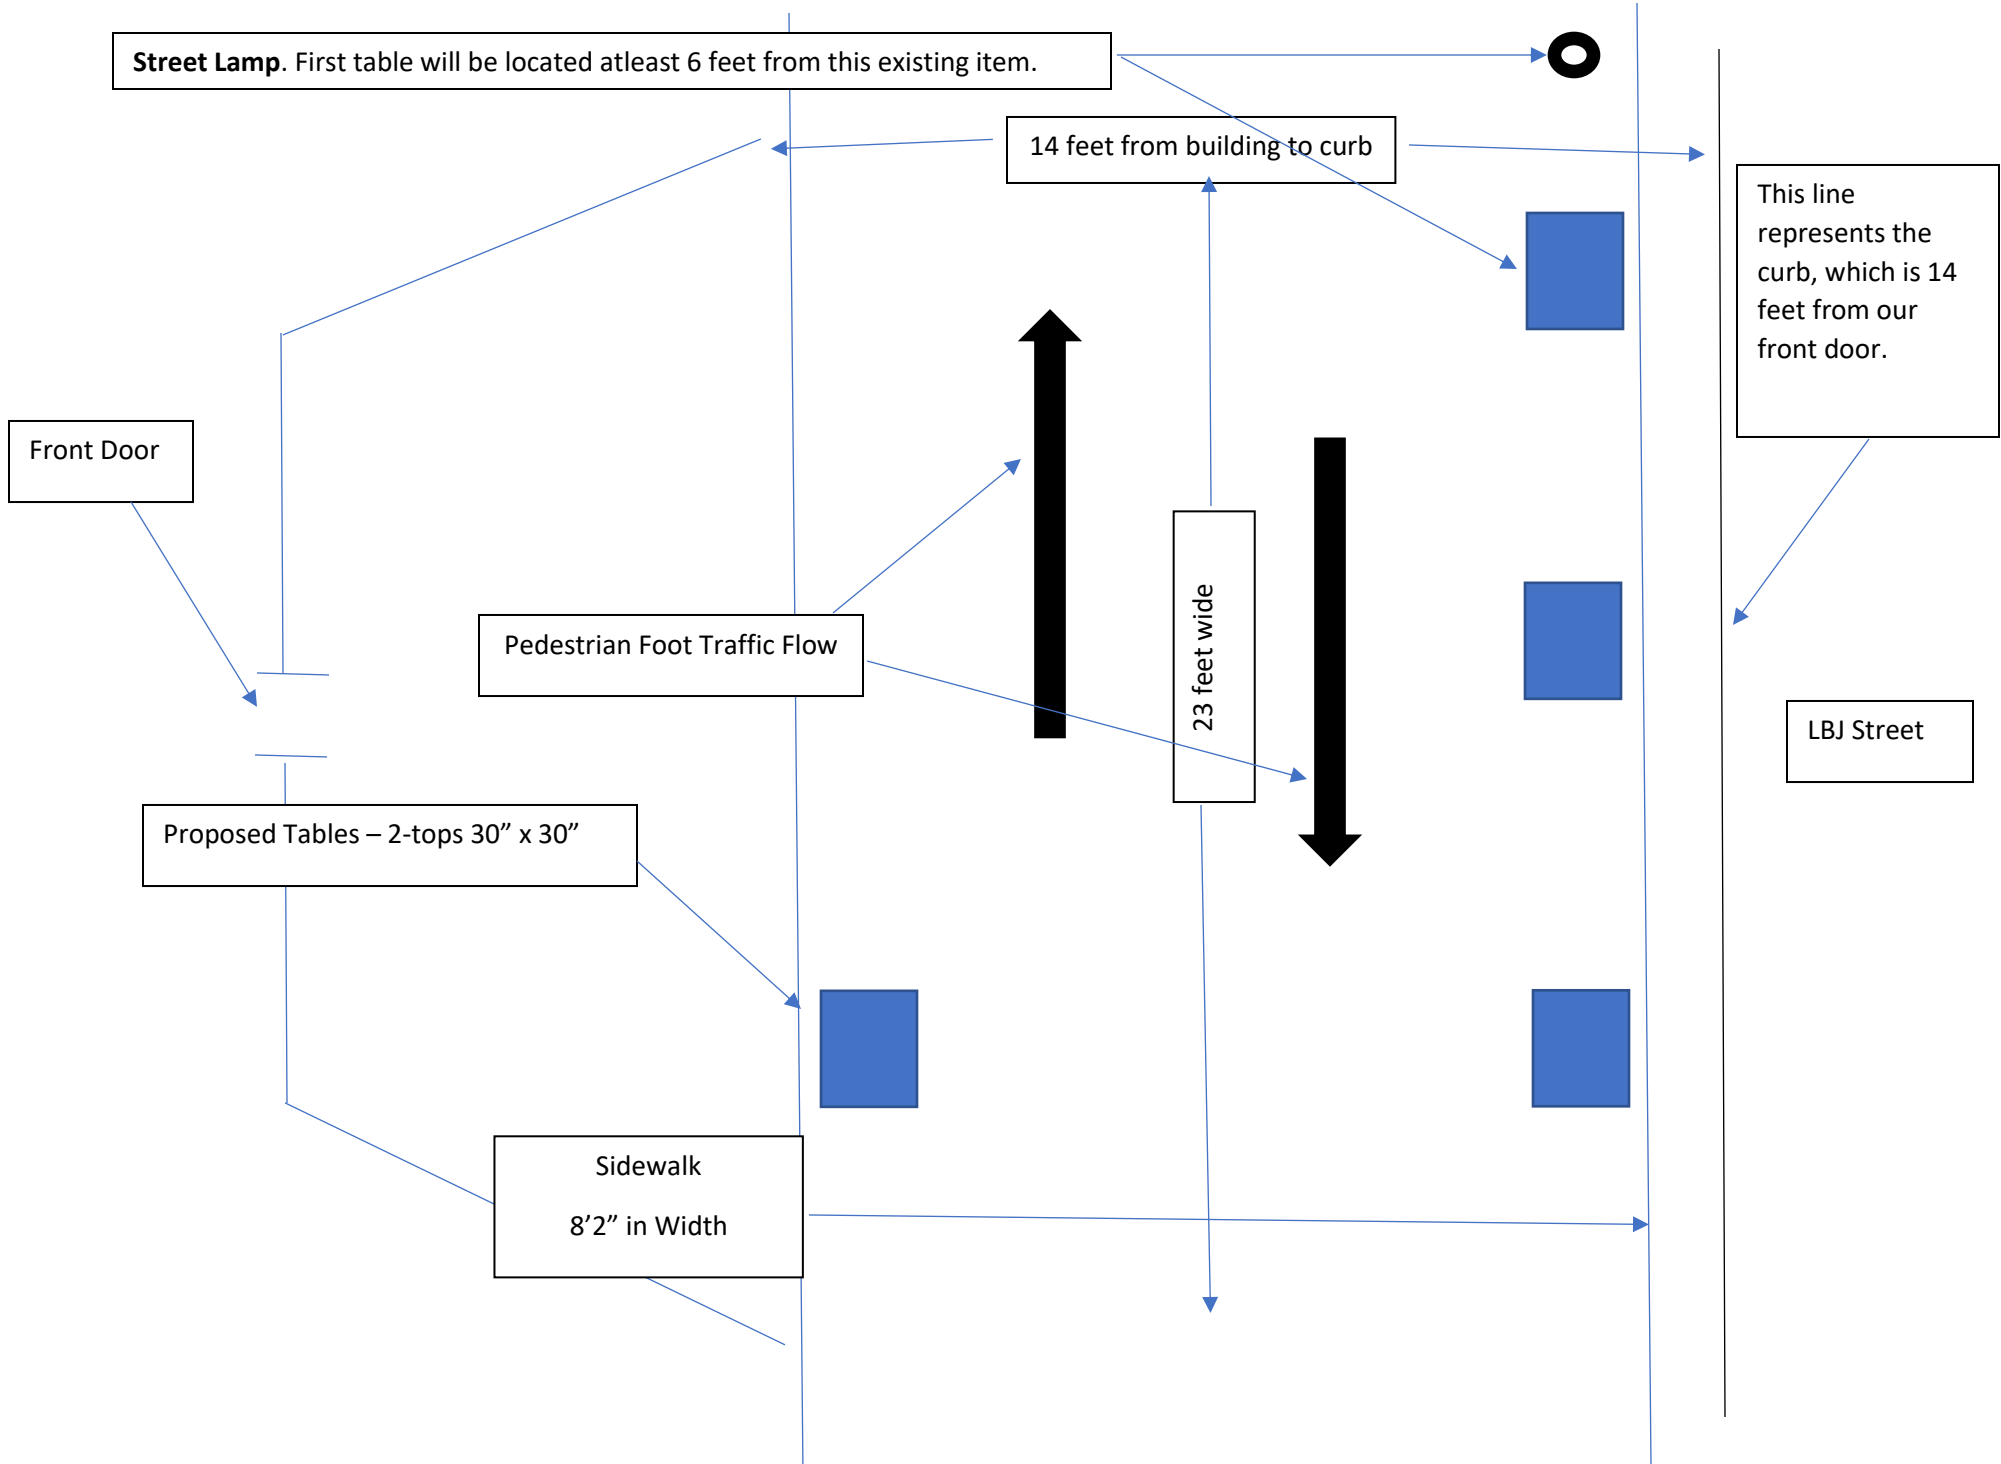 Street Lamp. First table will be located atleast 6 feet from this existing item.
14 feet from building to curb
This line
represents the
curb, which is 14
feet from our
front door.
Front Door
Pedestrian Foot Traffic Flow
23 feet wide
LBJ Street
Proposed Tables – 2-tops 30” x 30”
Sidewalk
8’2” in Width